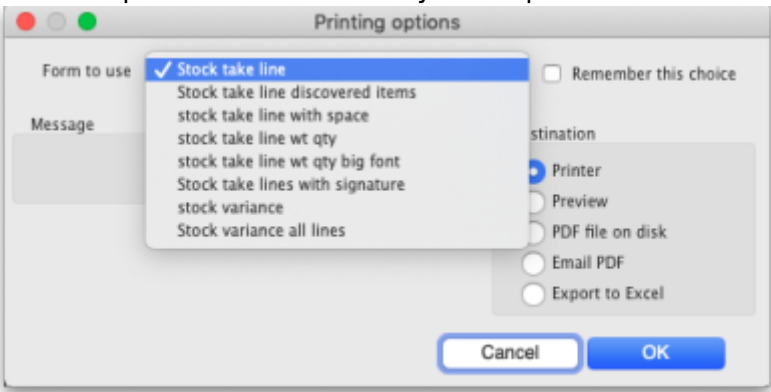 Printing options
Form to use
✓ Stock take line
Stock take line discovered items
stock take line with space
stock take line wt qty
stock take line wt qty big font
Stock take lines with signature
stock variance
Stock variance all lines
Remember this choice
Message
stination
Printer
Preview
PDF file on disk
Email PDF
Export to Excel
Cancel
OK